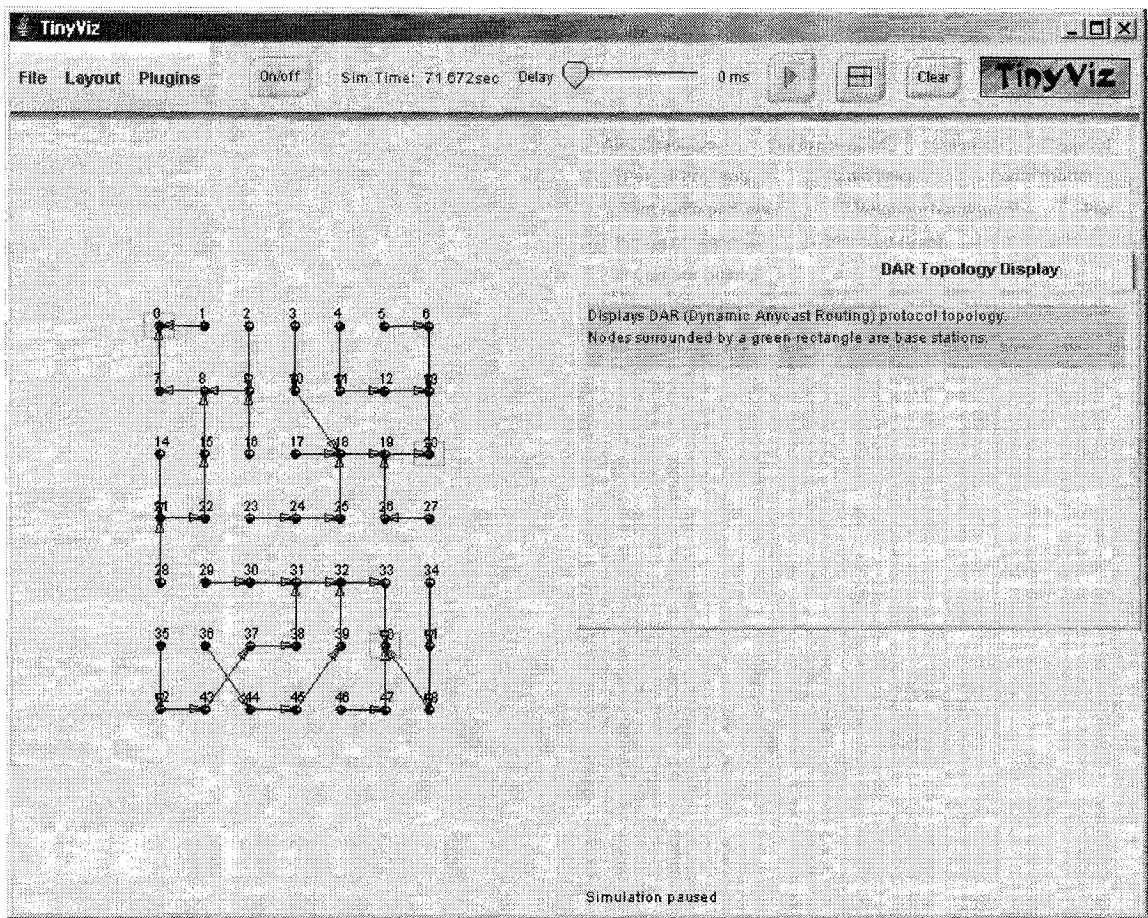 TinyViz
File Layout Plugins On/off Sim Time: 71.672sec Delay 0 ms Clear TinyViz
DAR Topology Display
Displays DAR (Dynamic Anycast Routing) protocol topology.
Nodes surrounded by a green rectangle are base stations.
0 1 2 3 4 5 6
7 8 9 10 11 12 13
14 15 16 17 18 19 20
21 22 23 24 25 26 27
28 29 30 31 32 33 34
35 36 37 38 39
42 43 44 45 46 47
Simulation paused